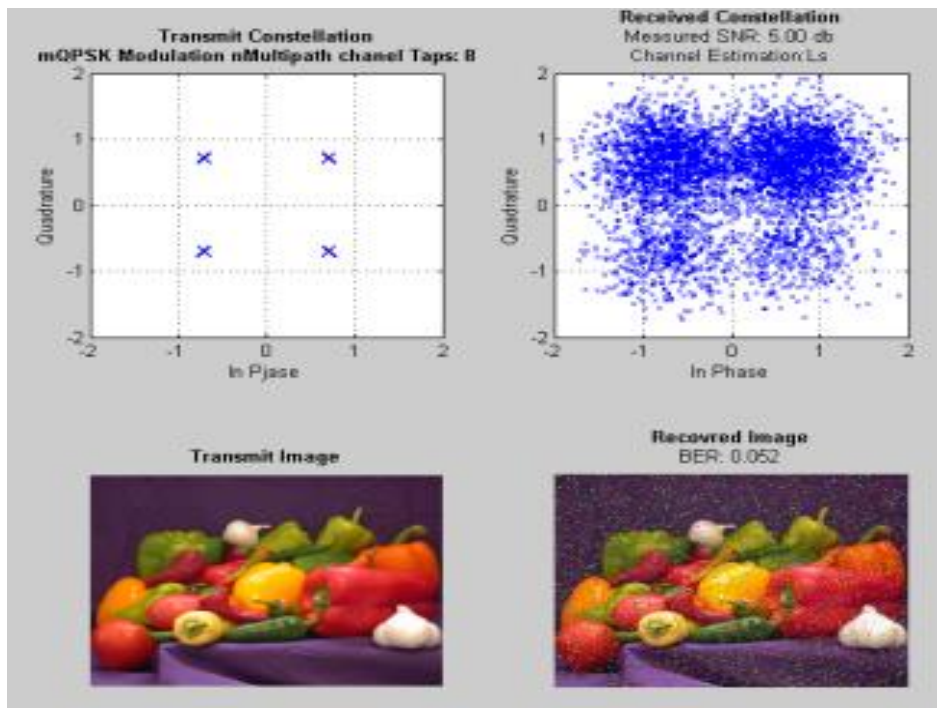 Transmit Constellation
mQPSK Modulation nMultipath chanel Taps: 8
2
1
0
-1
-2
-2
-1
0
1
2
Quadrature
In Pjase
Received Constellation
Measured SNR: 5.00 db
Channel Estimation:Ls
2
1
0
-1
-2
-2
-1
0
1
2
Quadrature
In Phase
Transmit Image
Recovred Image
BER: 0.052